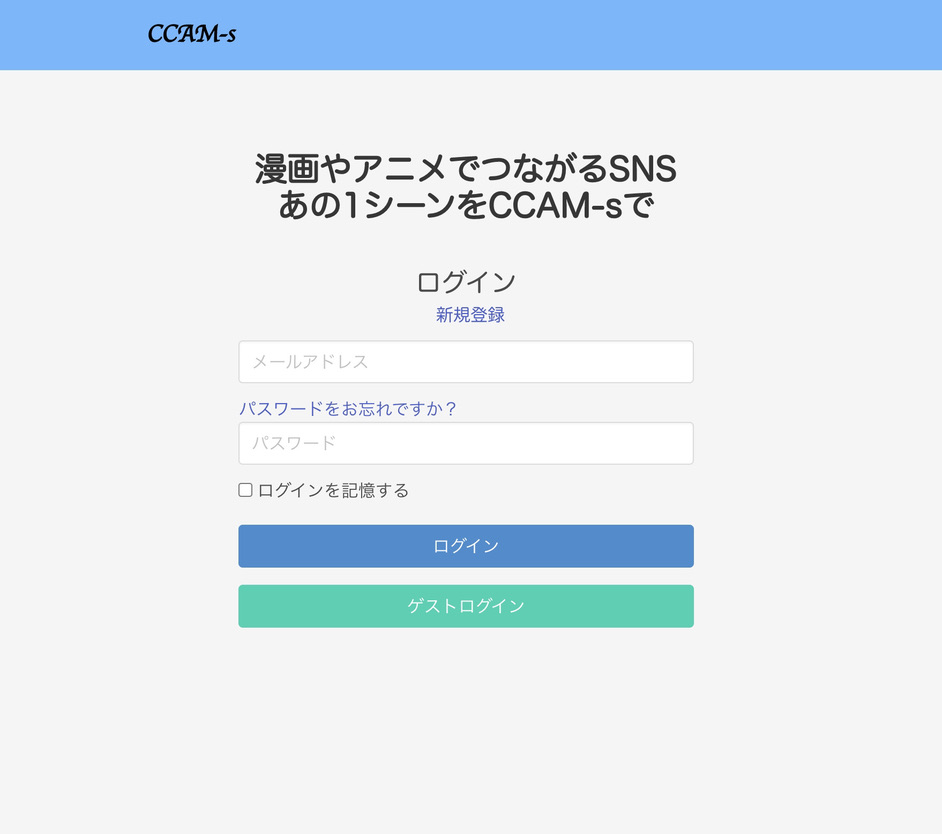 CCAM-s
漫画やアニメでつながるSNS
あの1シーンをCCAM-sで
ログイン
新規登録
メールアドレス
パスワードをお忘れですか？
パスワード
ログインを記憶する
ログイン
ゲストログイン